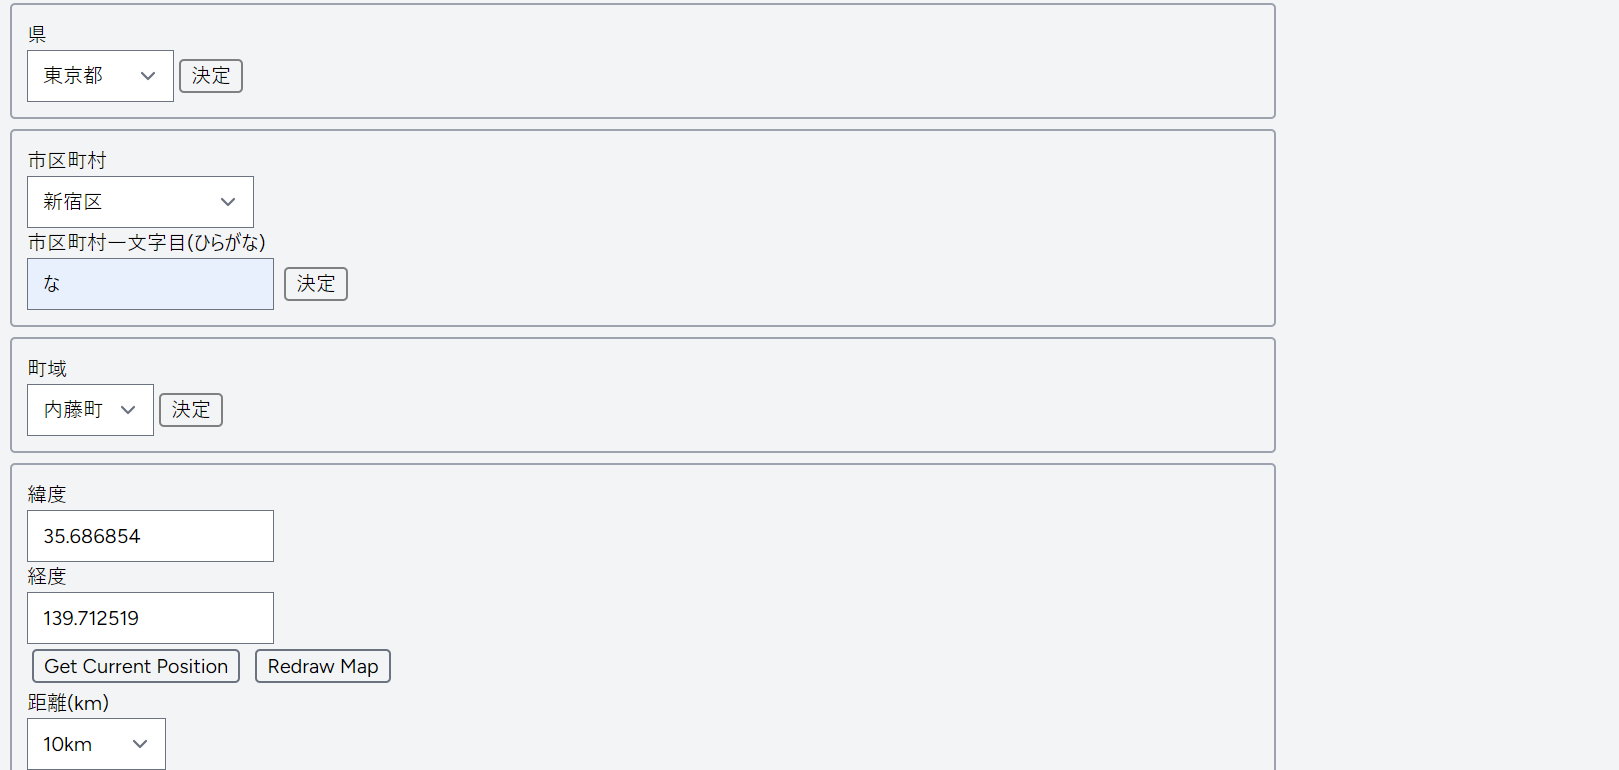 県
東京都 決定
市区町村
新宿区
市区町村一文字目(ひらがな)
な 決定
町域
内藤町 決定
緯度
35.686854
経度
139.712519
Get Current Position Redraw Map
距離(km)
10km